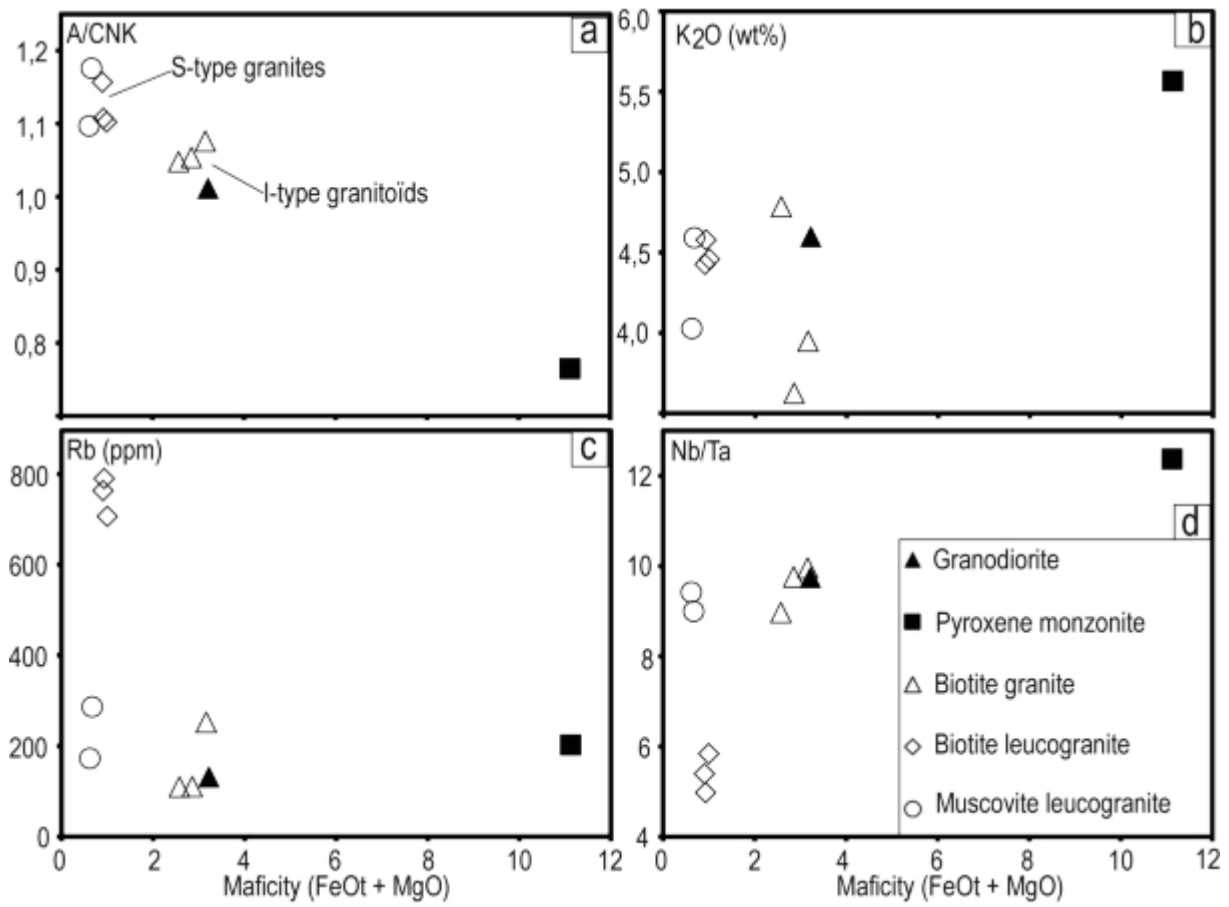 A/CNK
a
1,2
1,1
1,0
0,9
0,8
S-type granites
I-type granitoïds
K2O (wt%)
b
6,0
5,5
5,0
4,5
4,0
Rb (ppm)
c
800
600
400
200
0
0 2 4 6 8 10 12
Maficity (FeOt + MgO)
Nb/Ta
d
12
10
8
6
4
Granodiorite
Pyroxene monzonite
Biotite granite
Biotite leucogranite
Muscovite leucogranite
0 2 4 6 8 10 12
Maficity (FeOt + MgO)